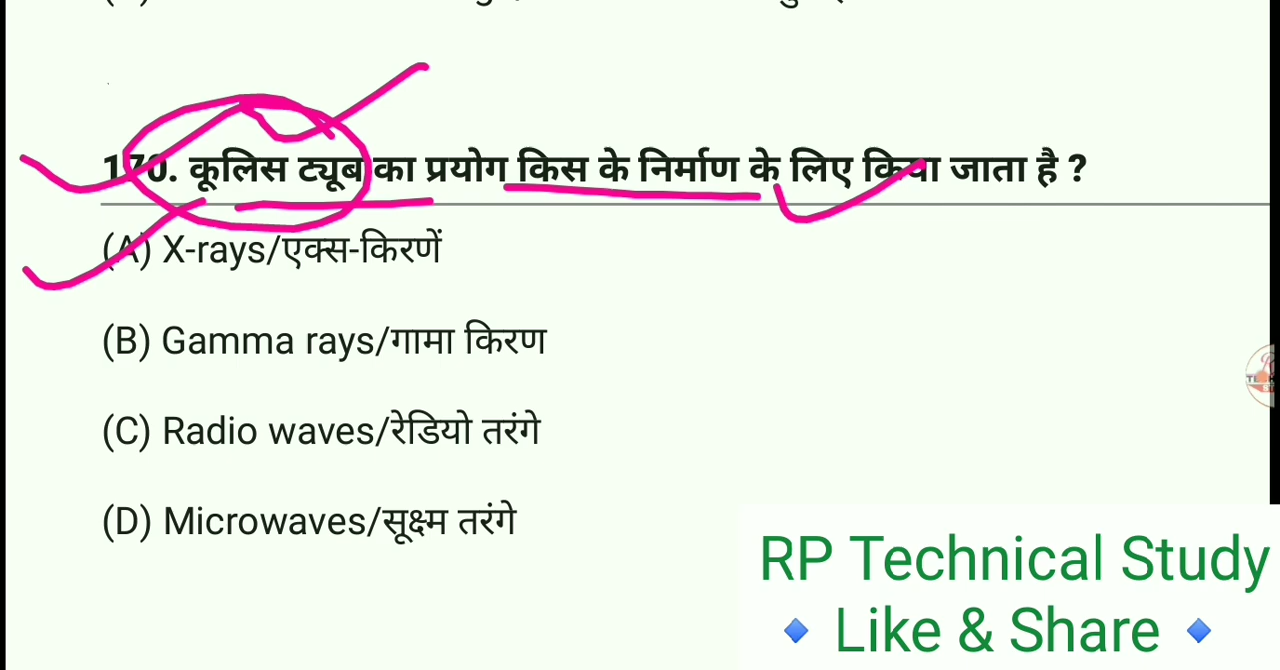 170. कूलिस ट्यूब का प्रयोग किस के निर्माण के लिए किया जाता है ?
(A) X-rays/एक्स-किरणें
(B) Gamma rays/गामा किरण
(C) Radio waves/रेडियो तरंगे
(D) Microwaves/सूक्ष्म तरंगे
RP Technical Study
🔹 Like & Share 🔹